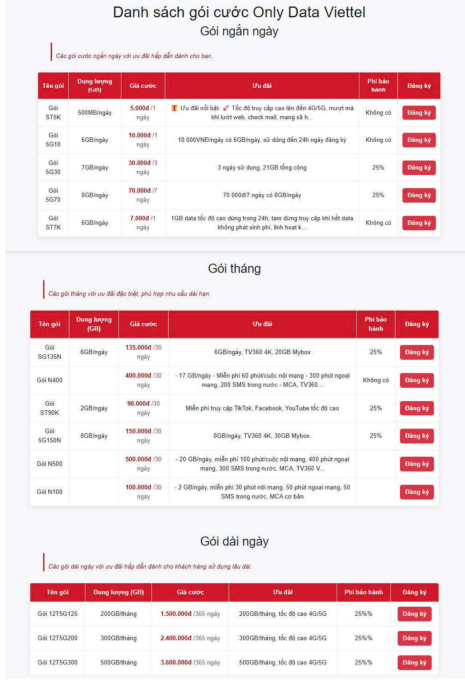 Danh sách gói cước Only Data Viettel
Gói ngắn ngày
Các gói cước ngắn ngày với ưu đãi hấp dẫn dành cho bạn.
Tên gói Dung lượng (GB) Giá cước Ưu đãi Phí bảo hành Đăng ký
Gói ST5K 500MB/ngày 5.000đ /1 ngày 🎁 Ưu đãi nổi bật: 🚀 Tốc độ truy cập cao lên đến 4G/5G, mượt mà khi lướt web, check mail, mạng xã h... Không có Đăng ký
Gói 5G10 6GB/ngày 10.000đ /1 ngày 10.000VNĐ/ngày có 6GB/ngày, sử dụng đến 24h ngày đăng ký Không có Đăng ký
Gói 5G30 7GB/ngày 30.000đ /3 ngày 3 ngày sử dụng, 21GB tổng cộng 25% Đăng ký
Gói 5G70 8GB/ngày 70.000đ /7 ngày 70.000đ/7 ngày có 8GB/ngày 25% Đăng ký
Gói ST7K 6GB/ngày 7.000đ /1 ngày 1GB data tốc độ cao dùng trong 24h, tạm dừng truy cập khi hết data không phát sinh phí, linh hoạt k... Không có Đăng ký
Gói tháng
Các gói tháng với ưu đãi đặc biệt, phù hợp nhu cầu dài hạn.
Tên gói Dung lượng (GB) Giá cước Ưu đãi Phí bảo hành Đăng ký
Gói 5G135N 6GB/ngày 135.000đ /30 ngày 6GB/ngày, TV360 4K, 20GB Mybox 25% Đăng ký
Gói N400 400.000đ /30 ngày - 17 GB/ngày - Miễn phí 60 phút/cuộc nội mạng - 300 phút ngoại mạng, 200 SMS trong nước - MCA, TV360... Không có Đăng ký
Gói ST90K 2GB/ngày 90.000đ /30 ngày Miễn phí truy cập TikTok, Facebook, YouTube tốc độ cao 25% Đăng ký
Gói 5G150N 8GB/ngày 150.000đ /30 ngày 8GB/ngày, TV360 4K, 30GB Mybox. 25% Đăng ký
Gói N500 500.000đ /30 ngày - 20 GB/ngày, miễn phí 100 phút/cuộc nội mạng, 400 phút ngoại mạng, 300 SMS trong nước, MCA, TV360 V... Đăng ký
Gói N100 100.000đ /30 ngày - 2 GB/ngày, miễn phí 30 phút nội mạng, 50 phút ngoại mạng, 50 SMS trong nước, MCA cơ bản Đăng ký
Gói dài ngày
Các gói dài ngày với ưu đãi hấp dẫn dành cho khách hàng sử dụng lâu dài.
Tên gói Dung lượng (GB) Giá cước Ưu đãi Phí bảo hành Đăng ký
Gói 12T5G125 200GB/tháng 1.500.000đ /365 ngày 200GB/tháng, tốc độ cao 4G/5G 25%% Đăng ký
Gói 12T5G200 300GB/tháng 2.400.000đ /365 ngày 300GB/tháng, tốc độ cao 4G/5G 25%% Đăng ký
Gói 12T5G300 500GB/tháng 3.600.000đ /365 ngày 500GB/tháng, tốc độ cao 4G/5G 25%% Đăng ký